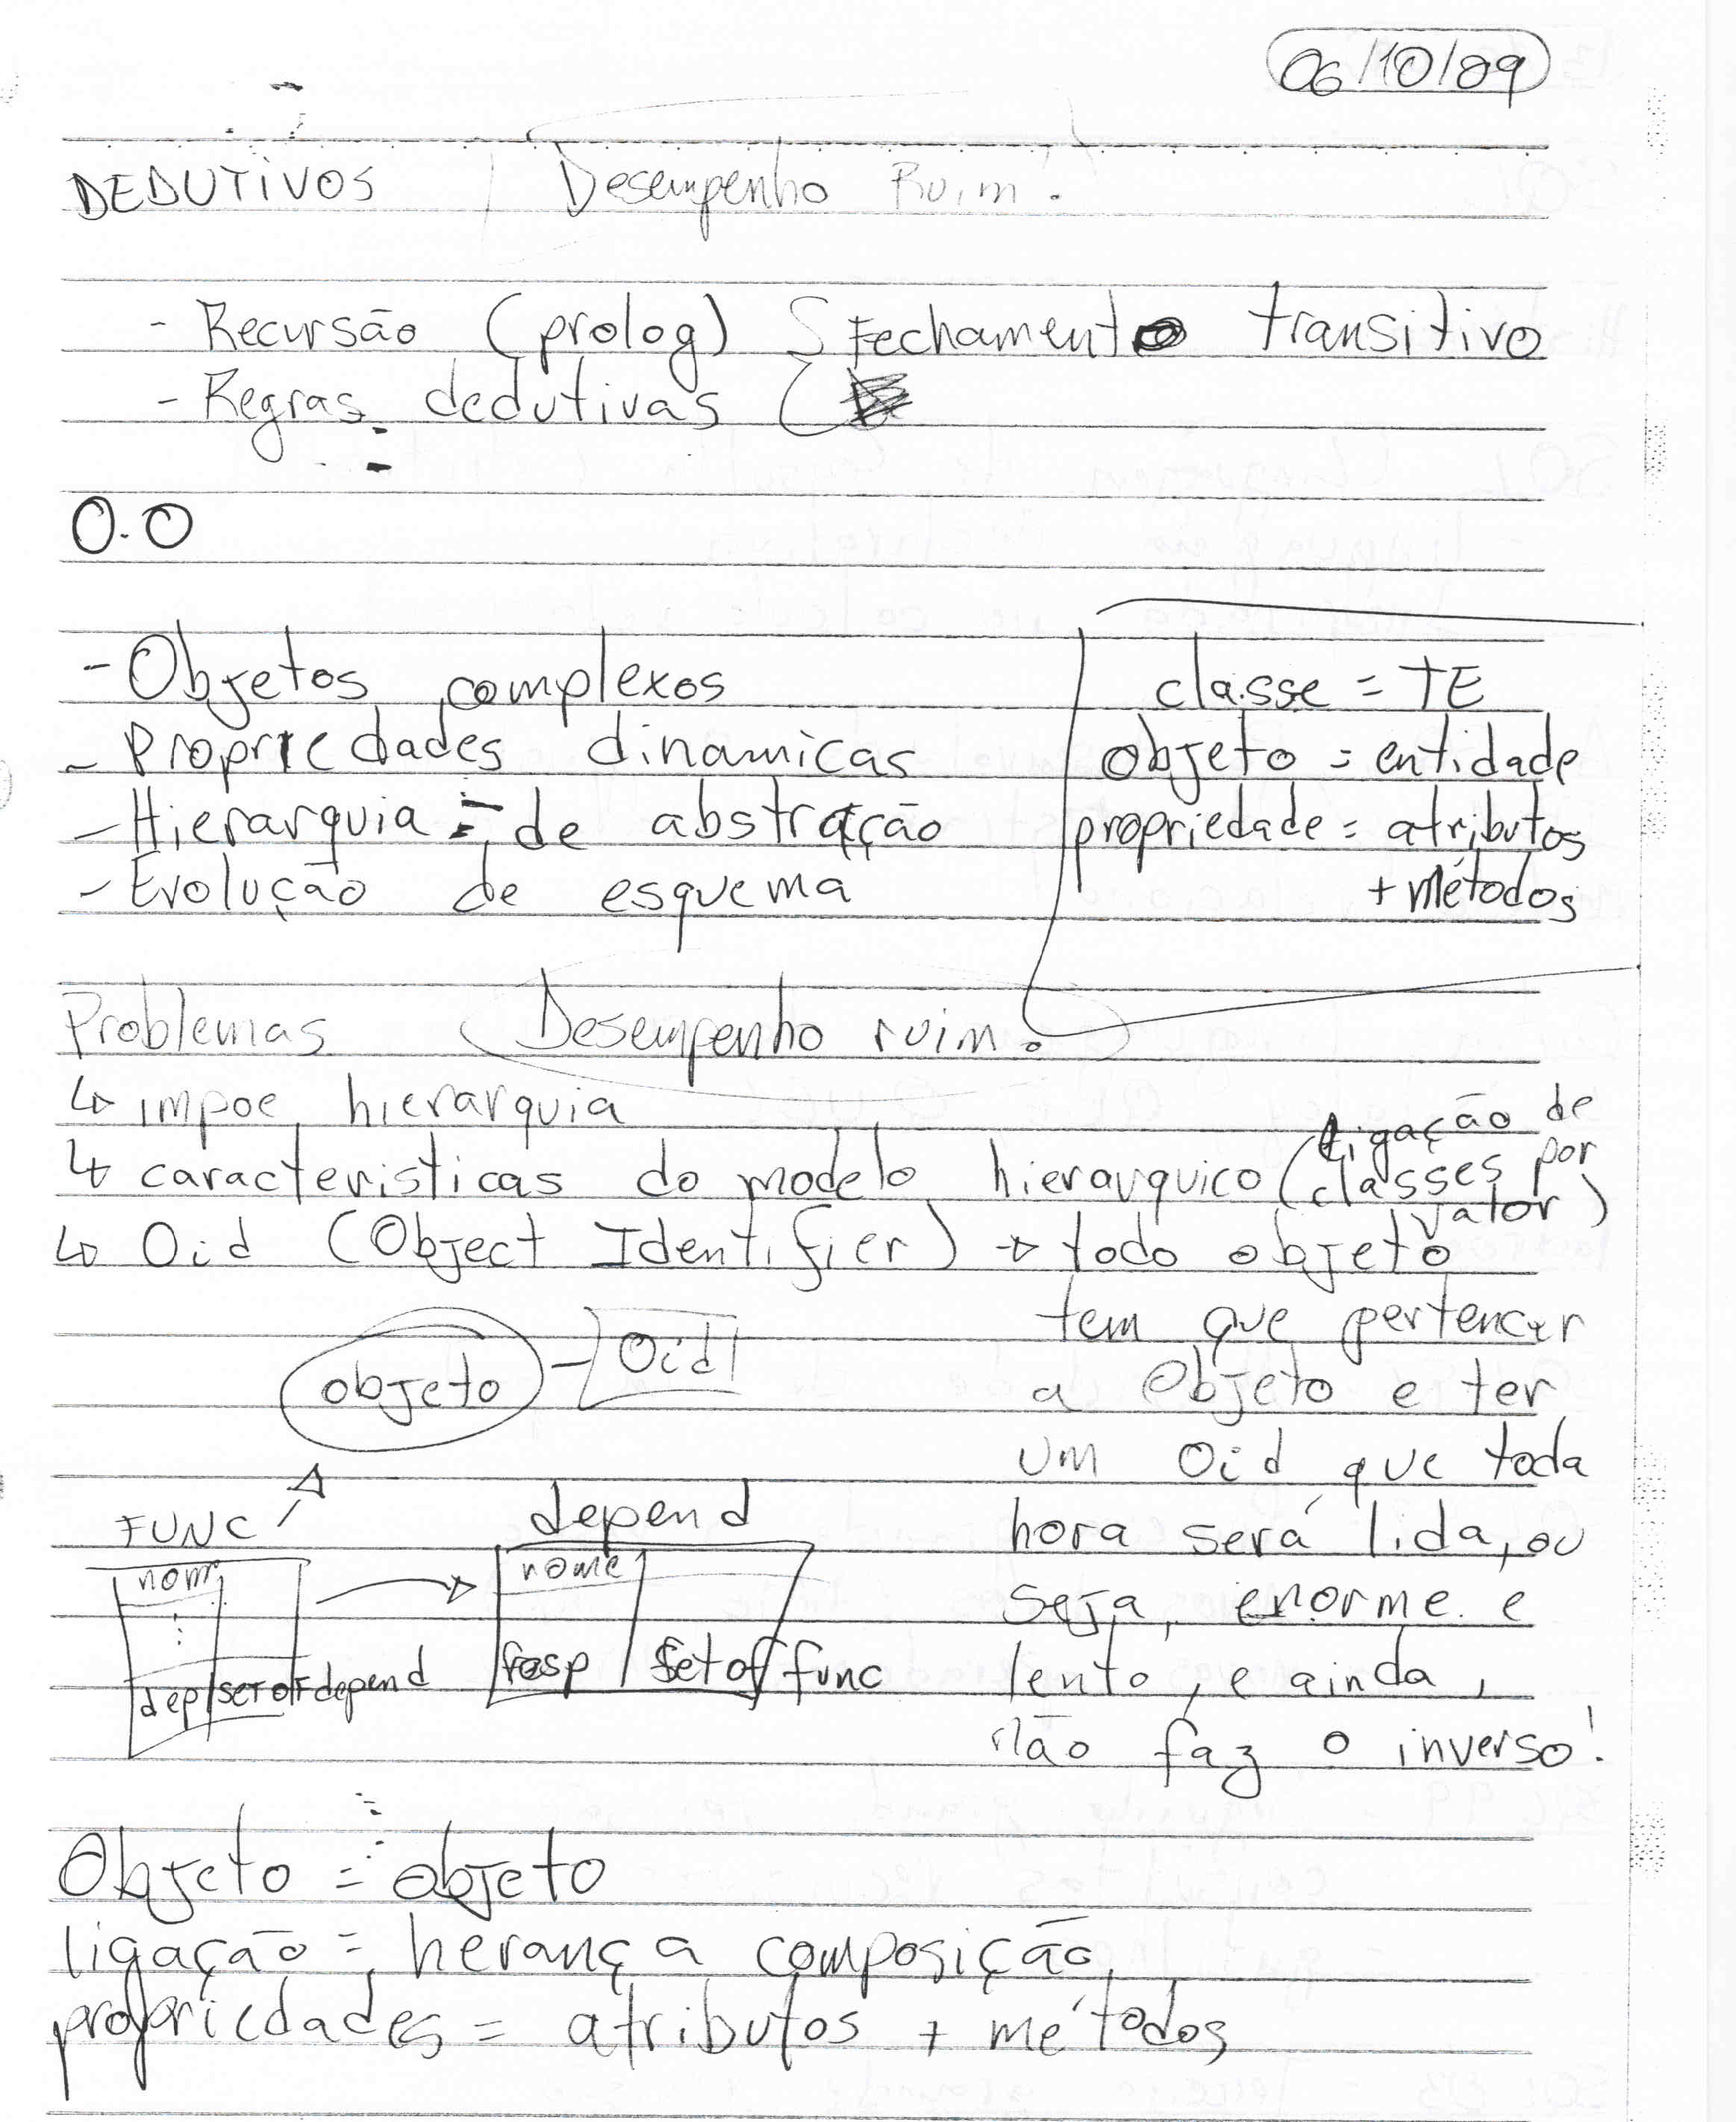 06/10/09
DEDUTIVOS Desempenho Ruim.
- Recursão (prolog) Fechamento transitivo
- Regras dedutivas
O.O
- Objetos complexos
- Propriedades dinamicas
- Hierarquia de abstração
- Evolução de esquema
classe = TE
objeto = entidade
propriedade = atributos
+ métodos
Problemas Desempenho ruim.
↳ impoe hierarquia
↳ caracteristicas do modelo hierarquico (Ligação de
classes por
valor)
↳ Oid (Object Identifier) → todo objeto
tem que pertencer
a Objeto e ter
um Oid que toda
hora será lida, ou
seja, enorme e
lento, e ainda,
não faz o inverso!
objeto - Oid
FUNC
nom
⋮
dep setof depend
depend
nome
resp set of func
Objeto = objeto
ligação = herança composição
propriedades = atributos + métodos